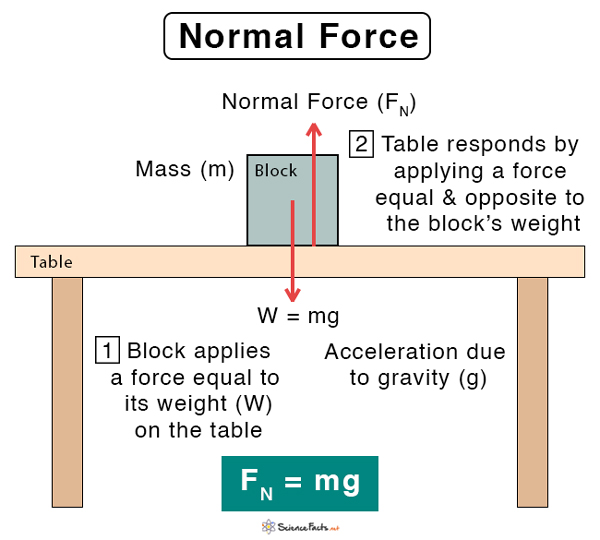 Normal Force
Normal Force (F_N)
2 Table responds by
applying a force
equal & opposite to
the block’s weight
Mass (m)
Block
Table
W = mg
1 Block applies
a force equal to
its weight (W)
on the table
Acceleration due
to gravity (g)
F_N = mg
ScienceFacts.net